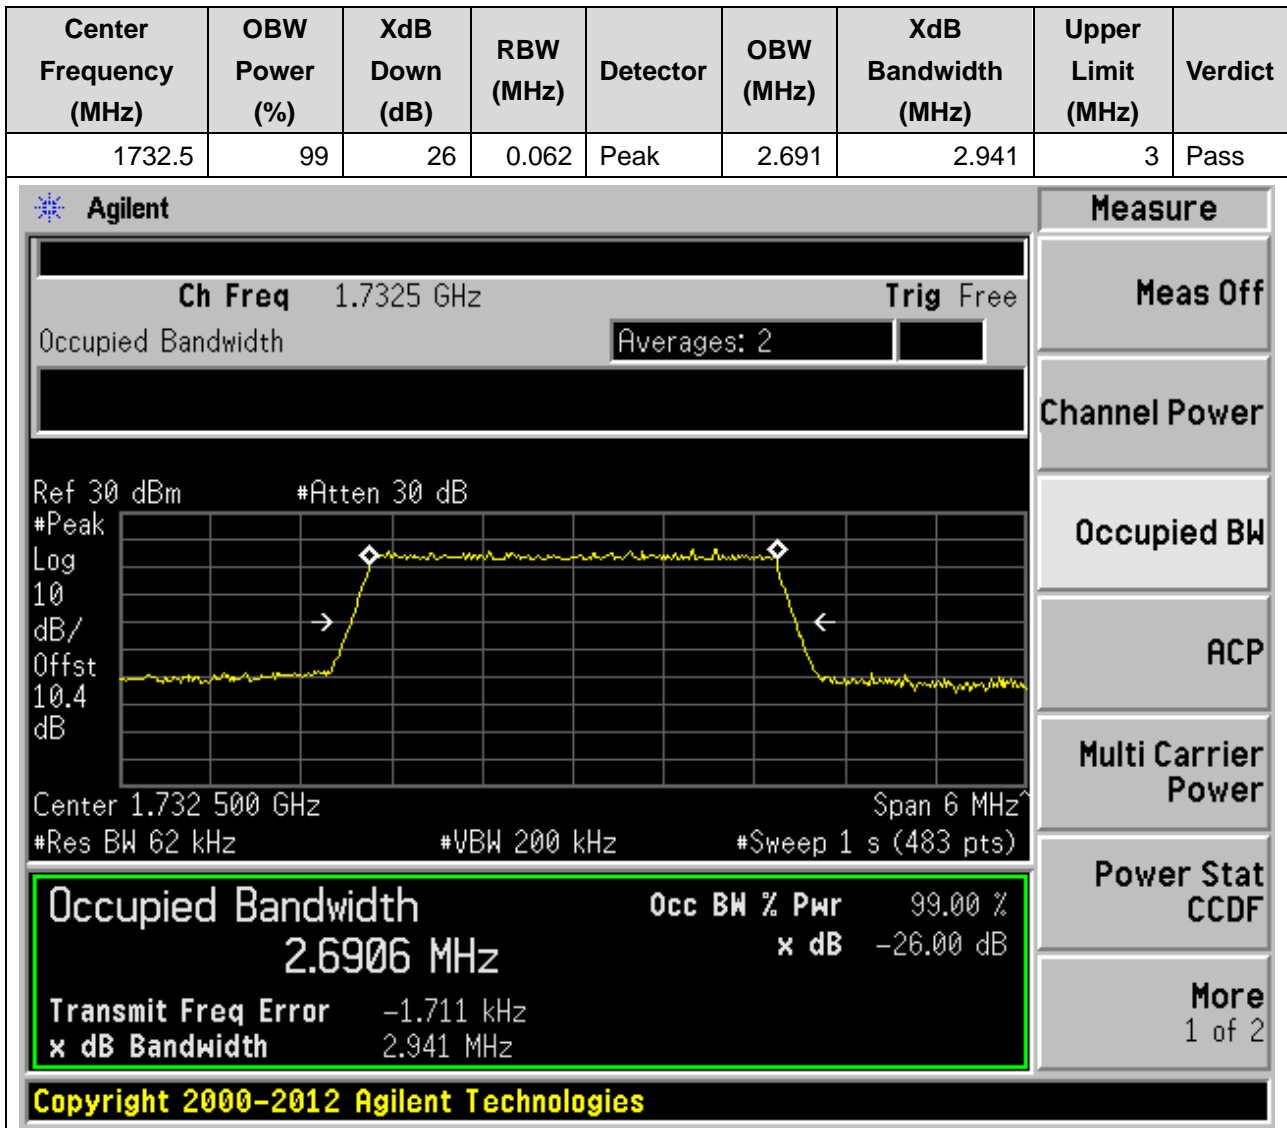 Center Frequency (MHz) OBW Power (%) XdB Down (dB) RBW (MHz) Detector OBW (MHz) XdB Bandwidth (MHz) Upper Limit (MHz) Verdict
1732.5 99 26 0.062 Peak 2.691 2.941 3 Pass
Agilent
Measure
Ch Freq 1.7325 GHz Trig Free
Meas Off
Occupied Bandwidth Averages: 2
Channel Power
Ref 30 dBm #Atten 30 dB
#Peak
Log
10
dB/
Offst
10.4
dB
Occupied BW
ACP
Multi Carrier
Power
Center 1.732 500 GHz Span 6 MHz^
#Res BW 62 kHz #VBW 200 kHz #Sweep 1 s (483 pts)
Power Stat
CCDF
Occupied Bandwidth Occ BW % Pwr 99.00 %
2.6906 MHz x dB -26.00 dB
Transmit Freq Error -1.711 kHz
x dB Bandwidth 2.941 MHz
More
1 of 2
Copyright 2000-2012 Agilent Technologies